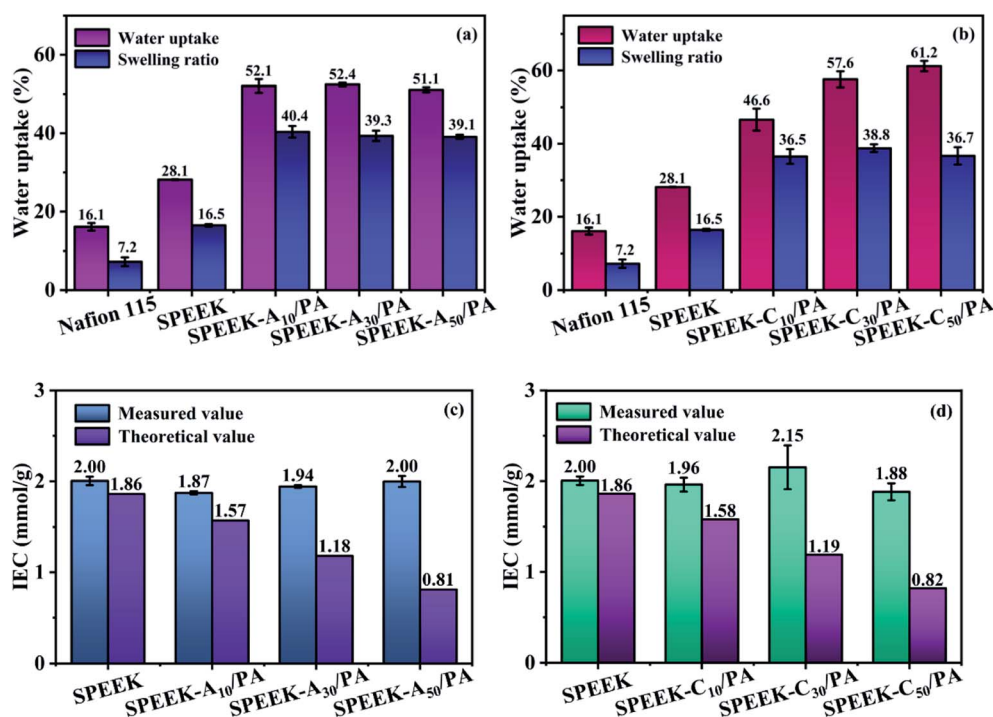 (a)
Water uptake
Swelling ratio
Water uptake (%)
60
40
20
0
16.1
7.2
28.1
16.5
52.1
40.4
52.4
39.3
51.1
39.1
Nafion 115
SPEEK
SPEEK-A₁₀/PA
SPEEK-A₃₀/PA
SPEEK-A₅₀/PA
(b)
Water uptake
Swelling ratio
Water uptake (%)
60
40
20
0
16.1
7.2
28.1
16.5
46.6
36.5
57.6
38.8
61.2
36.7
Nafion 115
SPEEK
SPEEK-C₁₀/PA
SPEEK-C₃₀/PA
SPEEK-C₅₀/PA
(c)
Measured value
Theoretical value
IEC (mmol/g)
3
2
1
0
2.00
1.86
1.87
1.57
1.94
1.18
2.00
0.81
SPEEK
SPEEK-A₁₀/PA
SPEEK-A₃₀/PA
SPEEK-A₅₀/PA
(d)
Measured value
Theoretical value
IEC (mmol/g)
3
2
1
0
2.00
1.86
1.96
1.58
2.15
1.19
1.88
0.82
SPEEK
SPEEK-C₁₀/PA
SPEEK-C₃₀/PA
SPEEK-C₅₀/PA